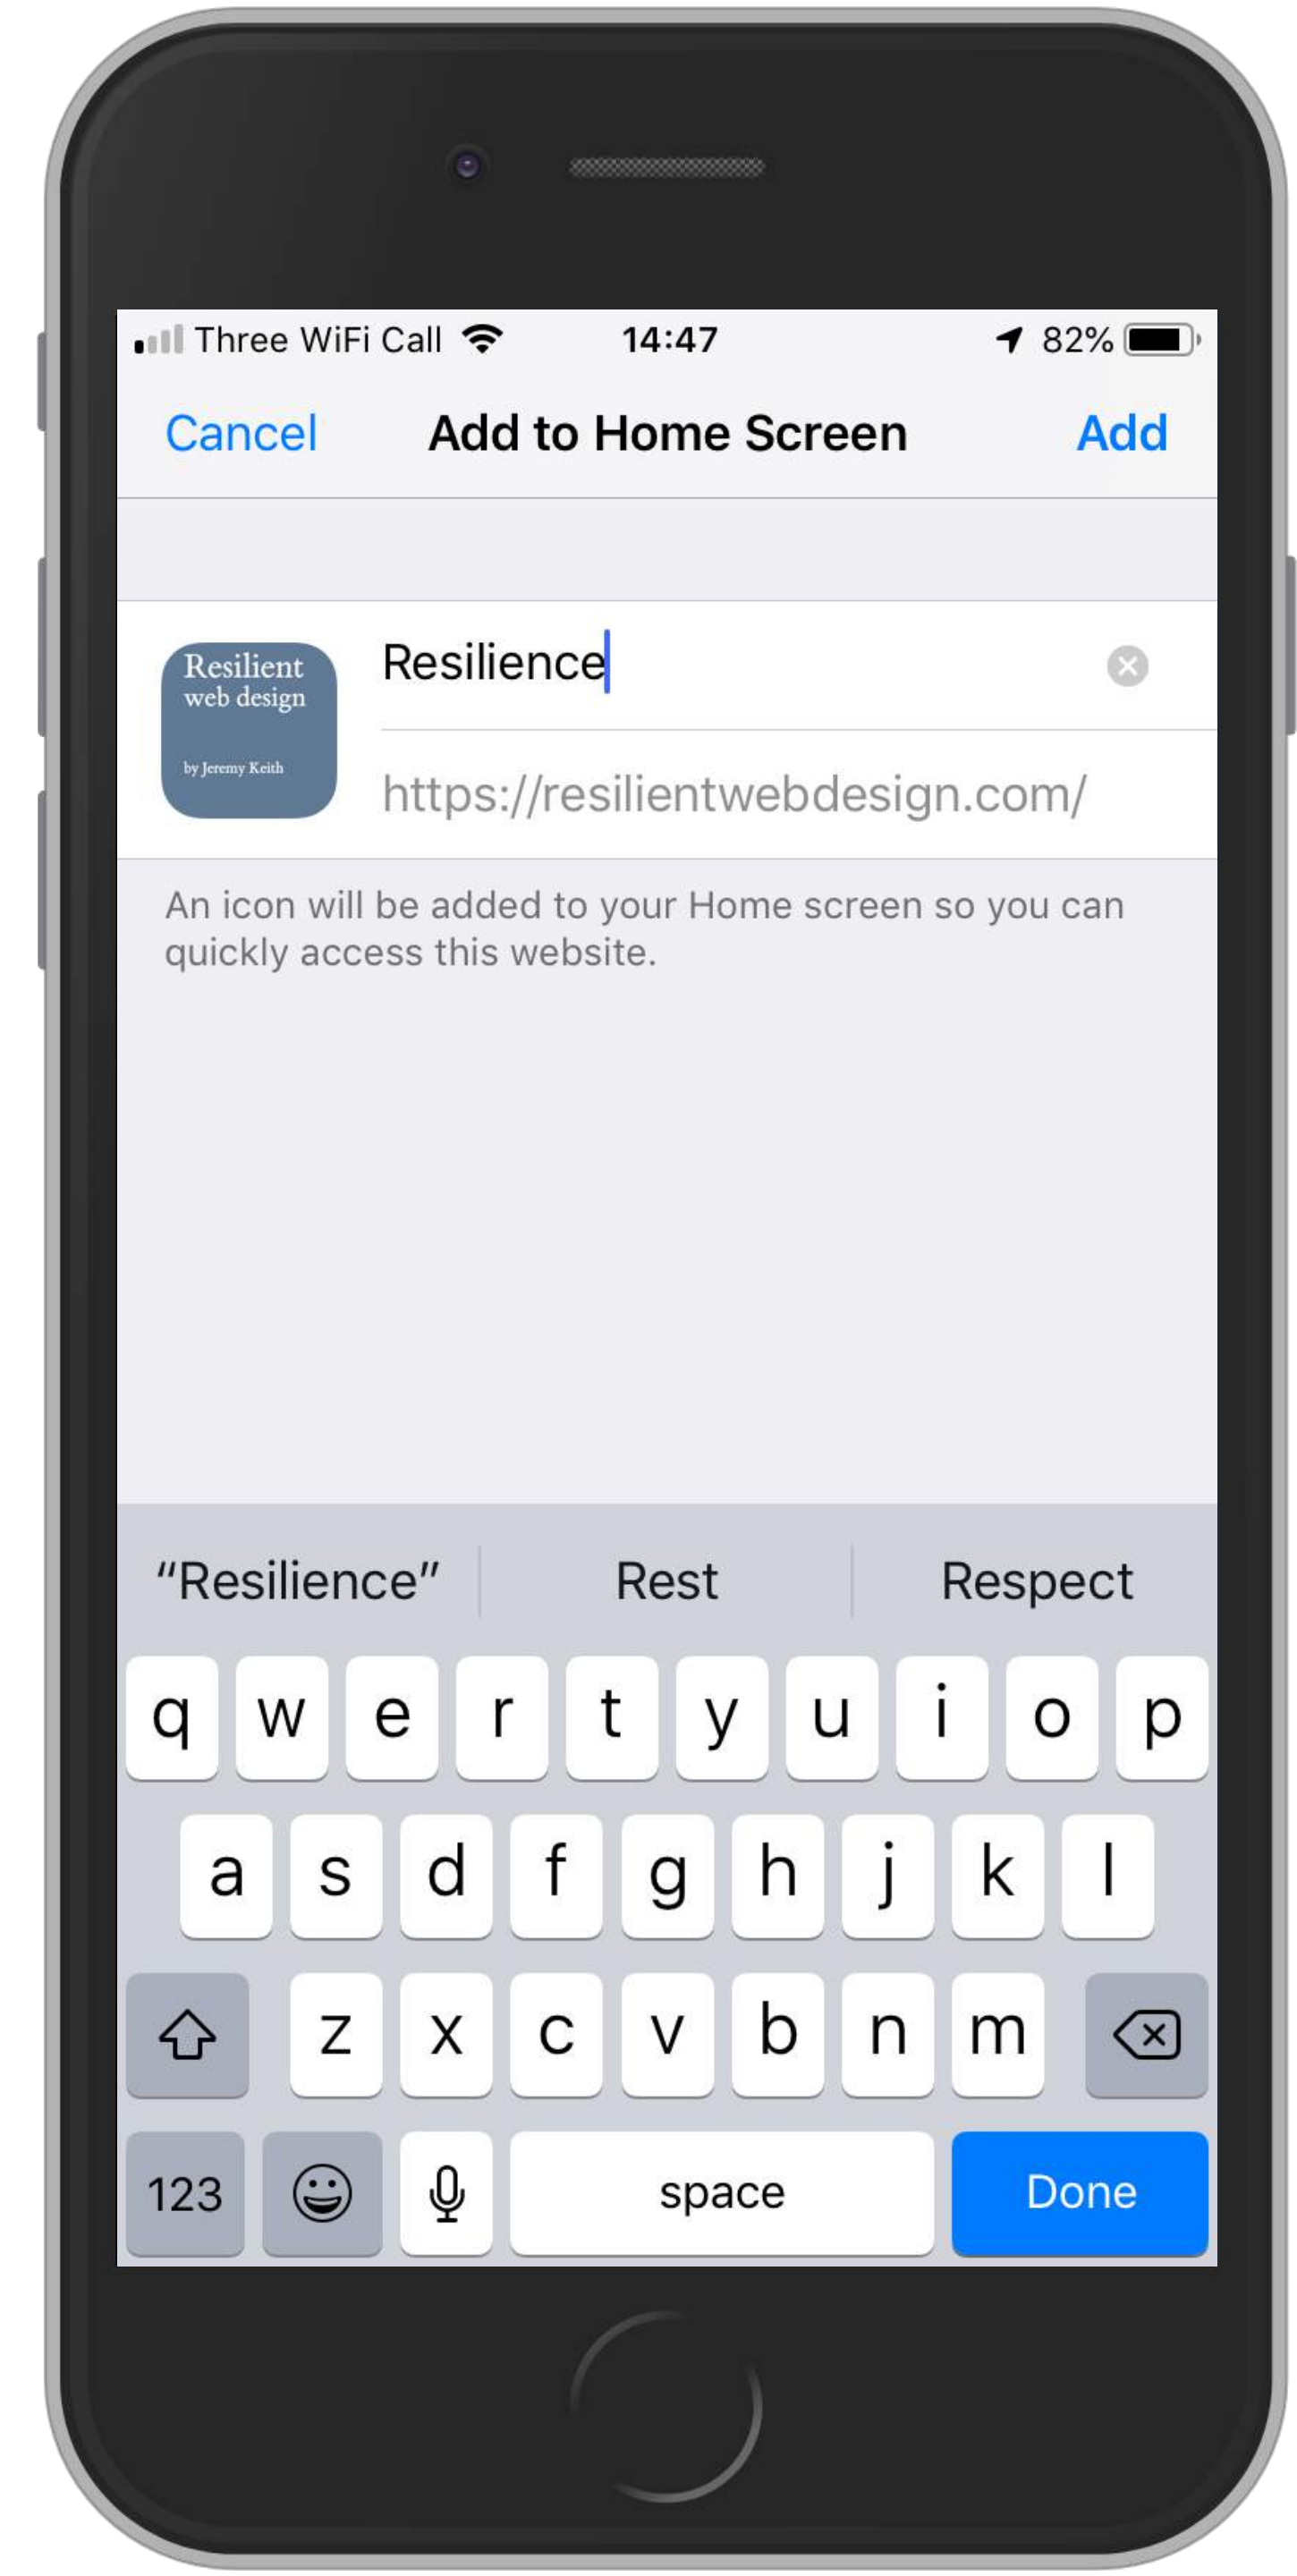 Three WiFi Call 14:47 82%
Cancel Add to Home Screen Add
Resilient
web design
by Jeremy Keith
Resilience
https://resilientwebdesign.com/
An icon will be added to your Home screen so you can
quickly access this website.
“Resilience” Rest Respect
q w e r t y u i o p
a s d f g h j k l
z x c v b n m
123 space Done